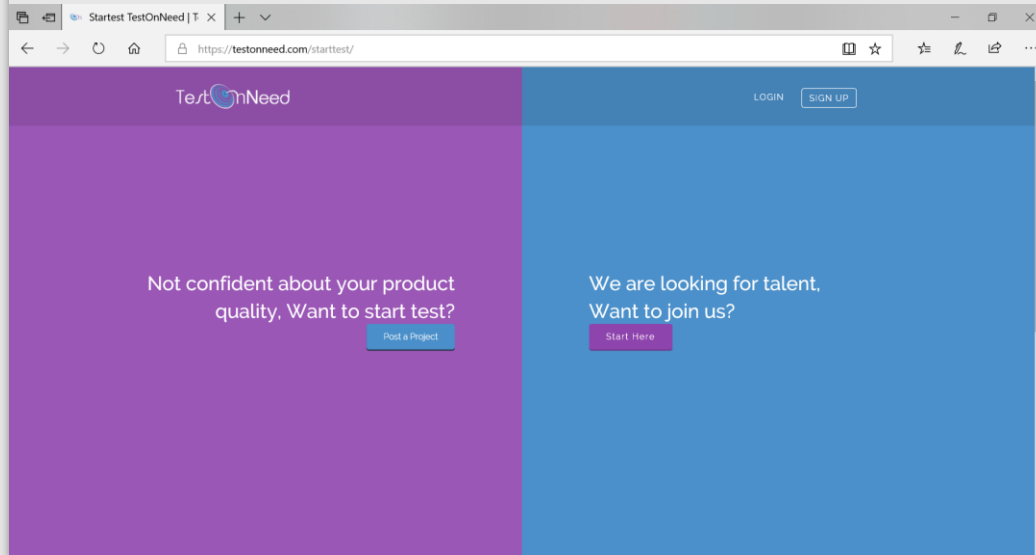 Startest TestOnNeed | T
https://testonneed.com/starttest/
TestOnNeed
LOGIN
SIGN UP
Not confident about your product
quality, Want to start test?
Post a Project
We are looking for talent,
Want to join us?
Start Here